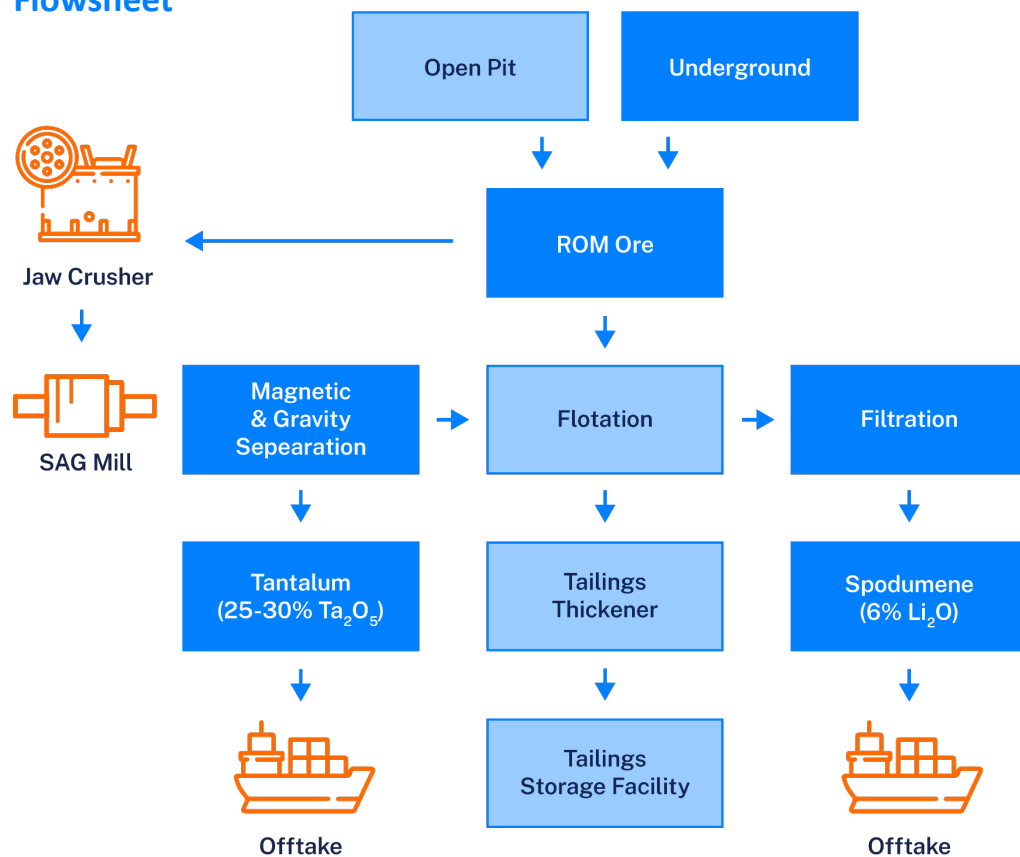 Flowsheet
Open Pit
Underground
ROM Ore
Jaw Crusher
Magnetic
& Gravity
Sepearation
Flotation
Filtration
SAG Mill
Tantalum
(25-30% Ta₂O₅)
Tailings
Thickener
Spodumene
(6% Li₂O)
Tailings
Storage Facility
Offtake
Offtake